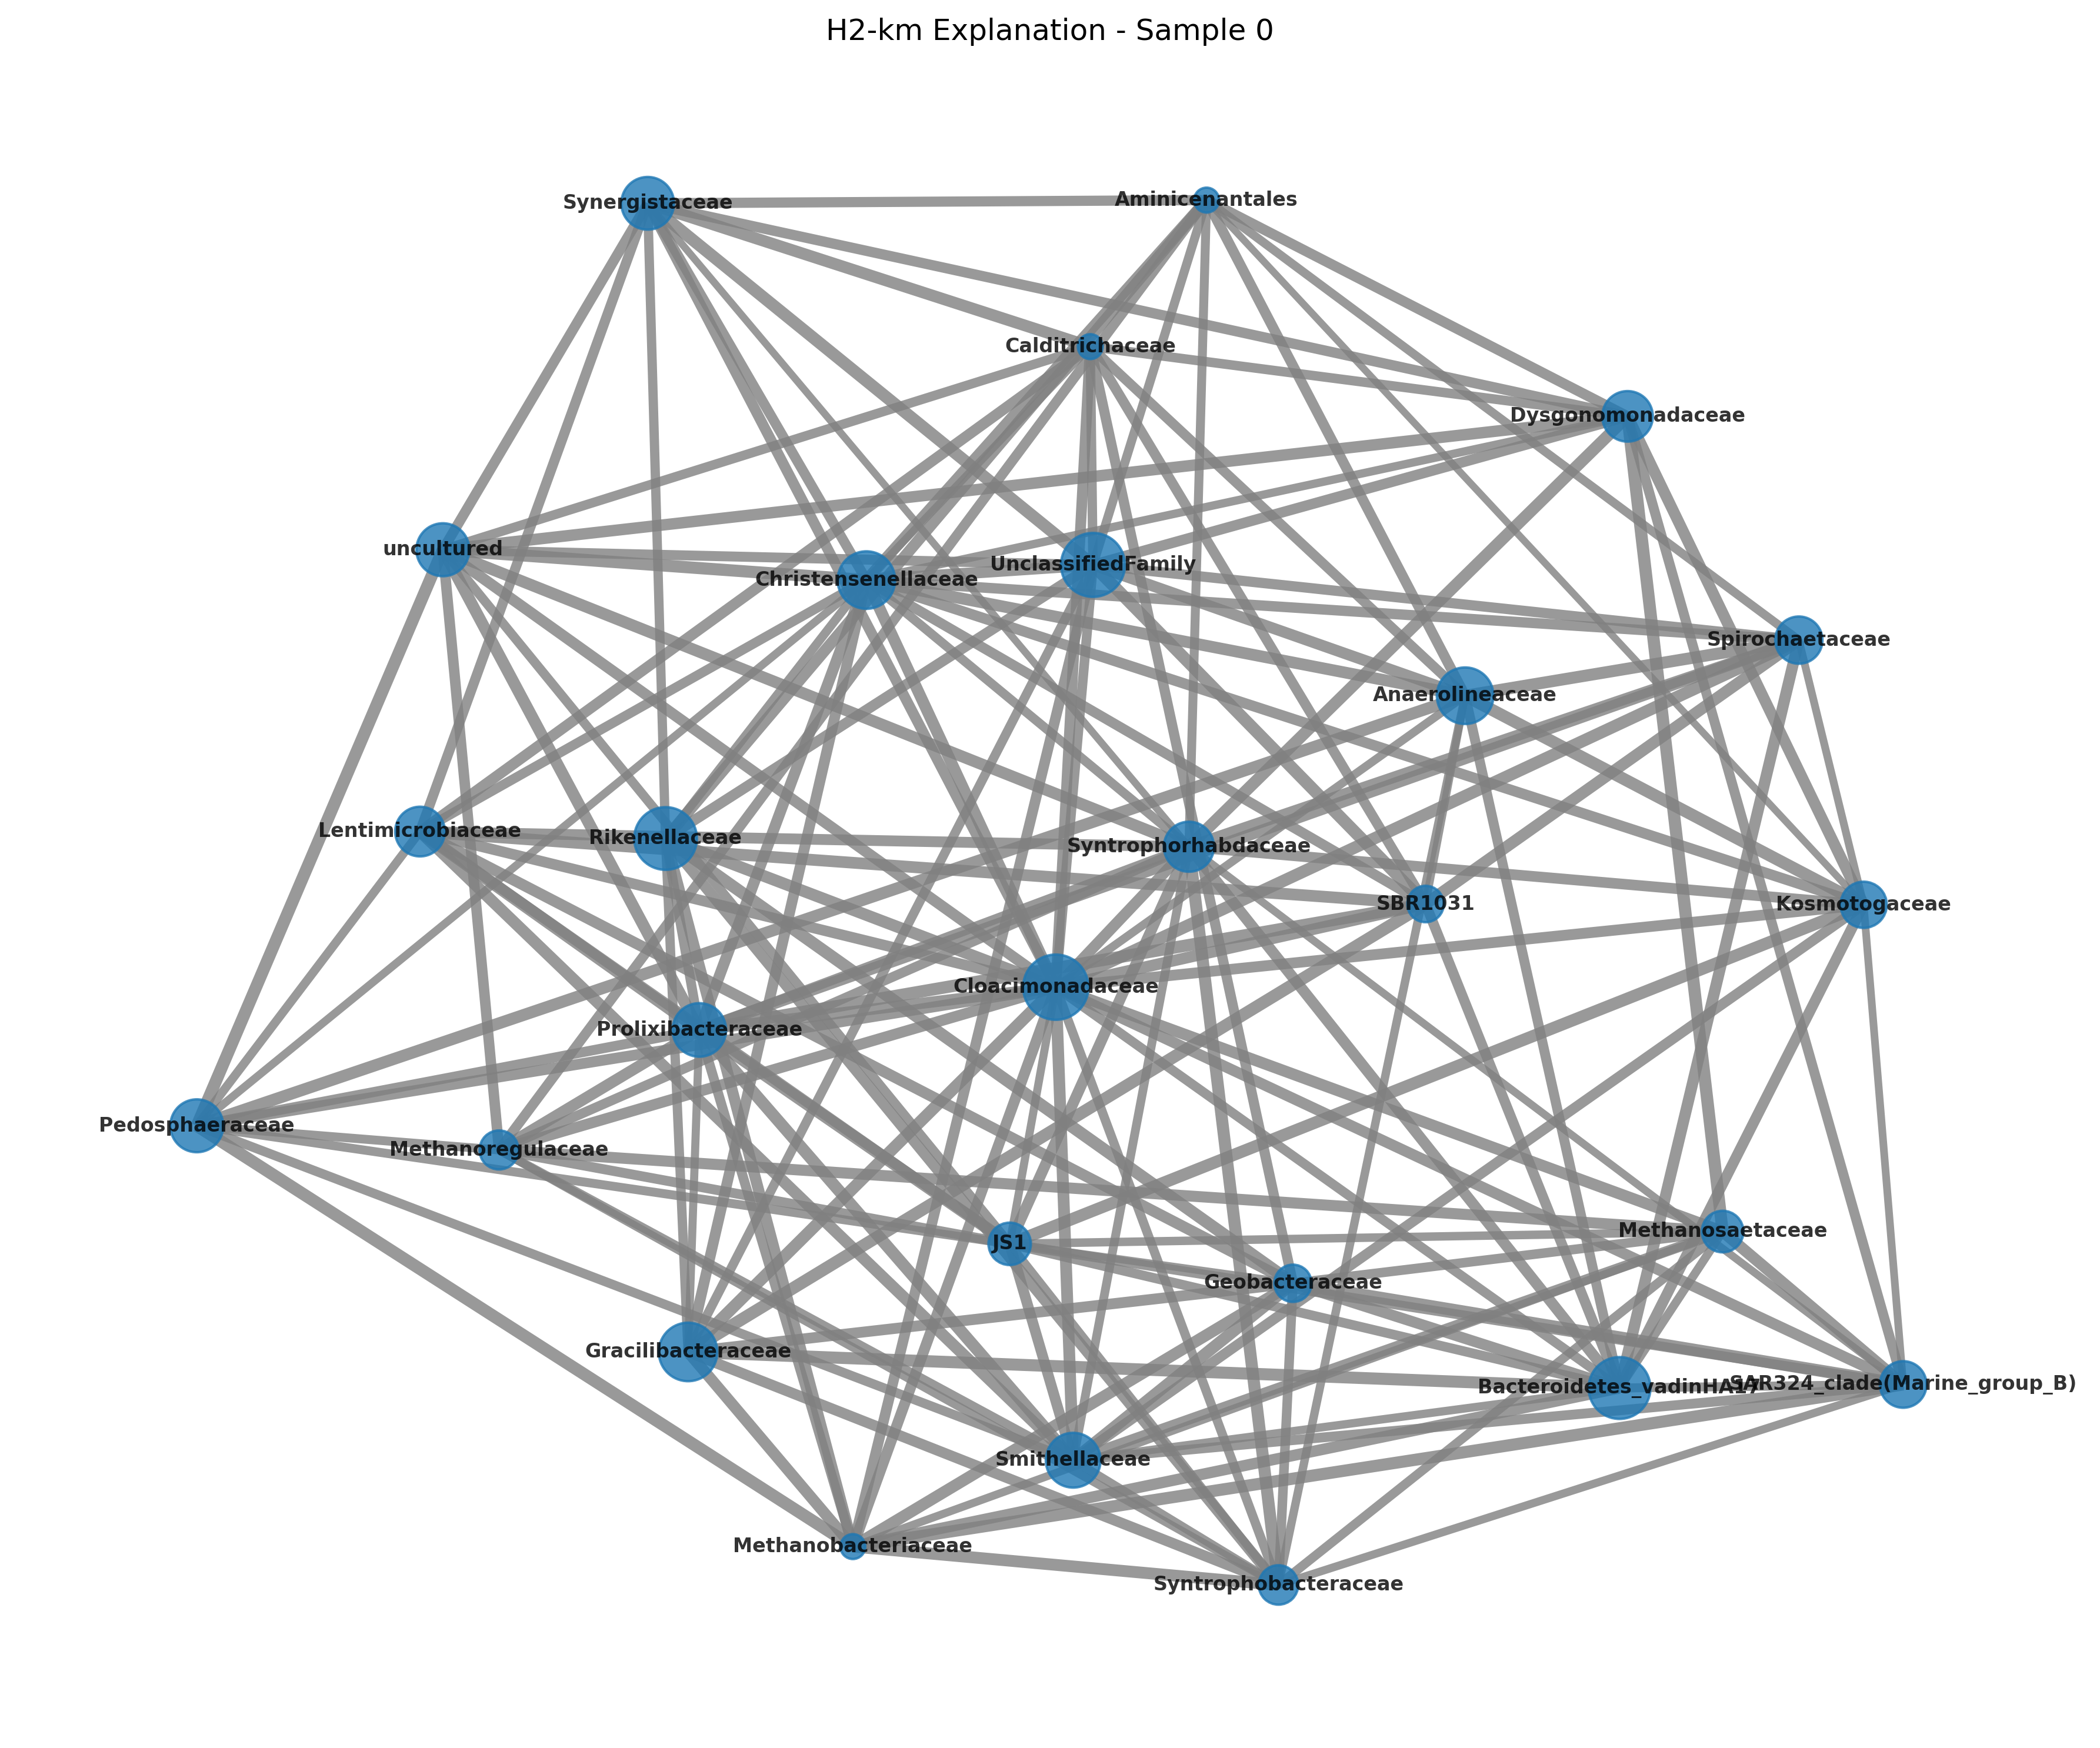 H2-km Explanation - Sample 0
Synergistaceae
Aminicenantales
Calditrichaceae
Dysgonomonadaceae
uncultured
Christensenellaceae
UnclassifiedFamily
Spirochaetaceae
Anaerolineaceae
Lentimicrobiaceae
Rikenellaceae
Syntrophorhabdaceae
SBR1031
Kosmotogaceae
Cloacimonadaceae
Prolixibacteraceae
Pedosphaeraceae
Methanoregulaceae
Methanosaetaceae
JS1
Geobacteraceae
Gracilibacteraceae
Bacteroidetes_vadinHA17
SAR324_clade(Marine_group_B)
Smithellaceae
Methanobacteriaceae
Syntrophobacteraceae